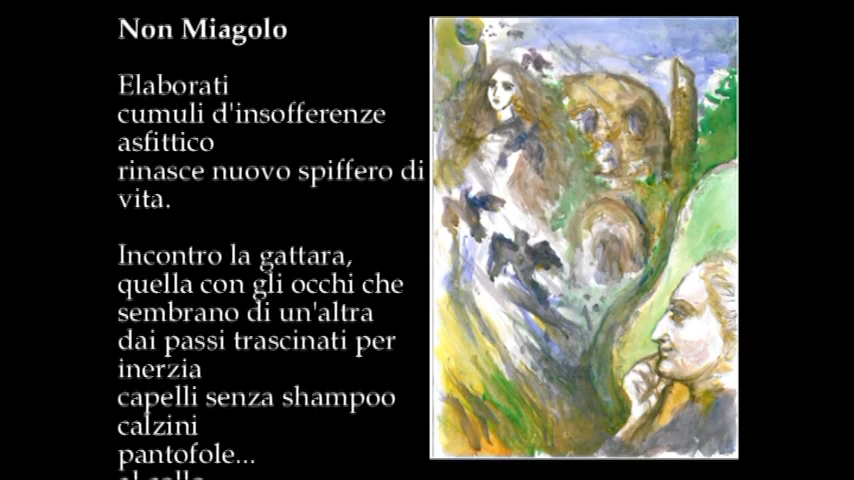 Non Miagolo
Elaborati
cumuli d'insofferenze
asfittico
rinasce nuovo spiffero di
vita.
Incontro la gattara,
quella con gli occhi che
sembrano di un'altra
dai passi trascinati per
inerzia
capelli senza shampoo
calzini
pantofole...